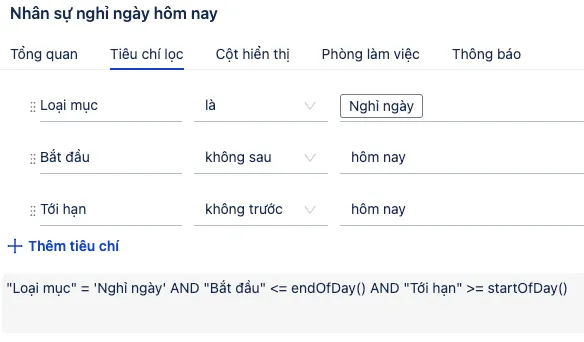 Nhân sự nghỉ ngày hôm nay
Tổng quan Tiêu chí lọc Cột hiển thị Phòng làm việc Thông báo
Loại mục là Nghỉ ngày
Bắt đầu không sau hôm nay
Tới hạn không trước hôm nay
+ Thêm tiêu chí
"Loại mục" = 'Nghỉ ngày' AND "Bắt đầu" <= endOfDay() AND "Tới hạn" >= startOfDay()